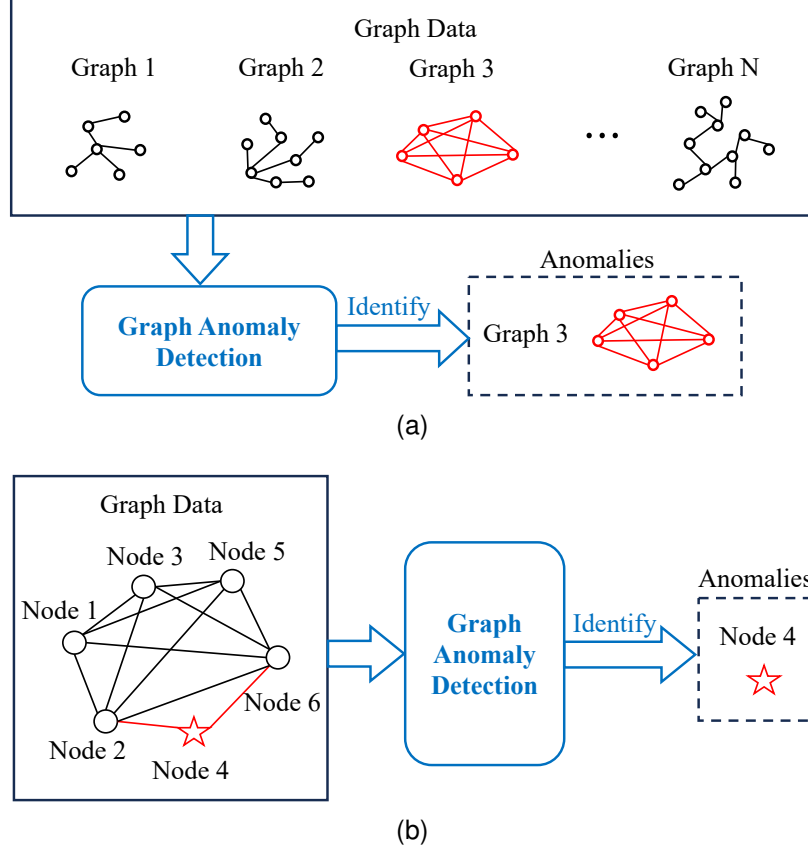 Graph Data
Graph 1
Graph 2
Graph 3
...
Graph N
Graph Anomaly
Detection
Identify
Anomalies
Graph 3
(a)
Graph Data
Node 3
Node 5
Node 1
Node 6
Node 2
Node 4
Graph
Anomaly
Detection
Identify
Anomalies
Node 4
(b)